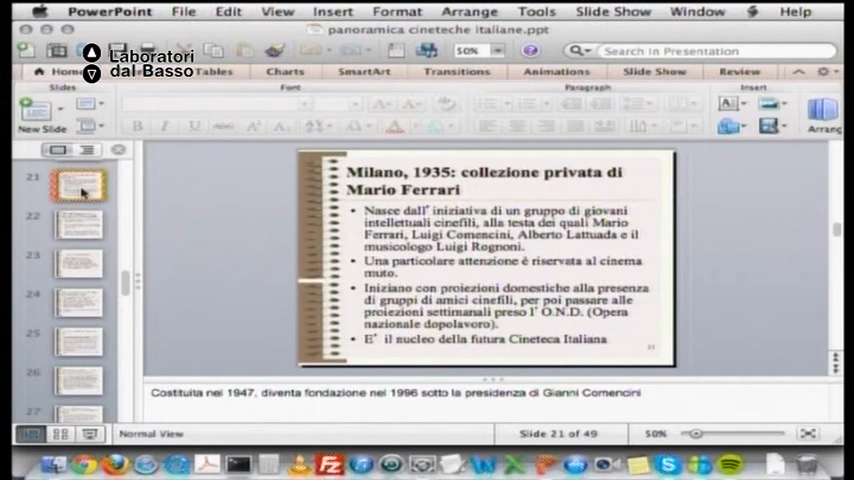 PowerPoint File Edit View Insert Format Arrange Tools Slide Show Window Help
panoramica cineteche italiane.ppt
50% Search in Presentation
Laboratori
dal Basso
Home Tables Charts SmartArt Transitions Animations Slide Show Review
Slides Font Paragraph Insert
New Slide
B I U ABC A A
Arrang
21
22
23
24
25
26
27
Milano, 1935: collezione privata di
Mario Ferrari
• Nasce dall' iniziativa di un gruppo di giovani
intellettuali cinefili, alla testa dei quali Mario
Ferrari, Luigi Comencini, Alberto Lattuada e il
musicologo Luigi Rognoni.
• Una particolare attenzione è riservata al cinema
muto.
• Iniziano con proiezioni domestiche alla presenza
di gruppi di amici cinefili, per poi passare alle
proiezioni settimanali preso l' O.N.D. (Opera
nazionale dopolavoro).
• E' il nucleo della futura Cineteca Italiana
21
Costituita nel 1947, diventa fondazione nel 1996 sotto la presidenza di Gianni Comencini
Normal View Slide 21 of 49 50%